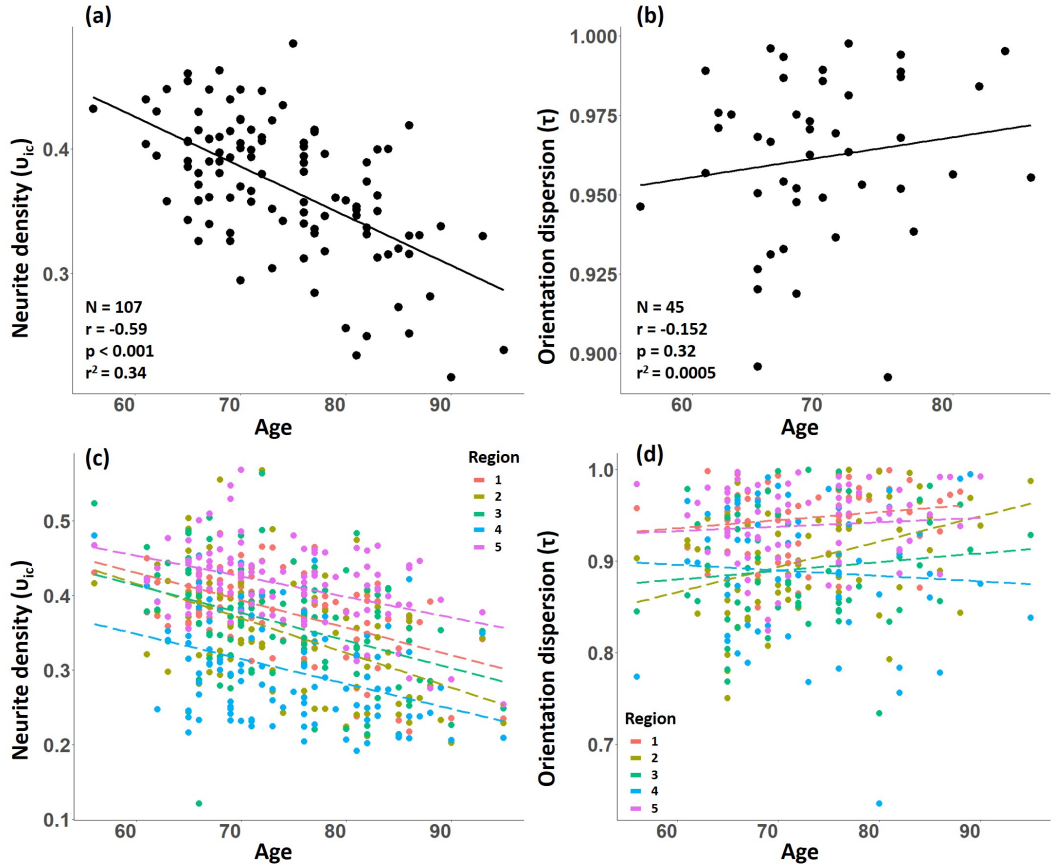 (a)
Neurite density (υic)
0.4
0.3
N = 107
r = -0.59
p < 0.001
r² = 0.34
60 70 80 90
Age
(b)
Orientation dispersion (τ)
1.000
0.975
0.950
0.925
0.900
N = 45
r = -0.152
p = 0.32
r² = 0.0005
60 70 80
Age
(c)
Neurite density (υic)
0.5
0.4
0.3
0.2
0.1
Region
1
2
3
4
5
60 70 80 90
Age
(d)
Orientation dispersion (τ)
1.0
0.9
0.8
0.7
Region
1
2
3
4
5
60 70 80 90
Age